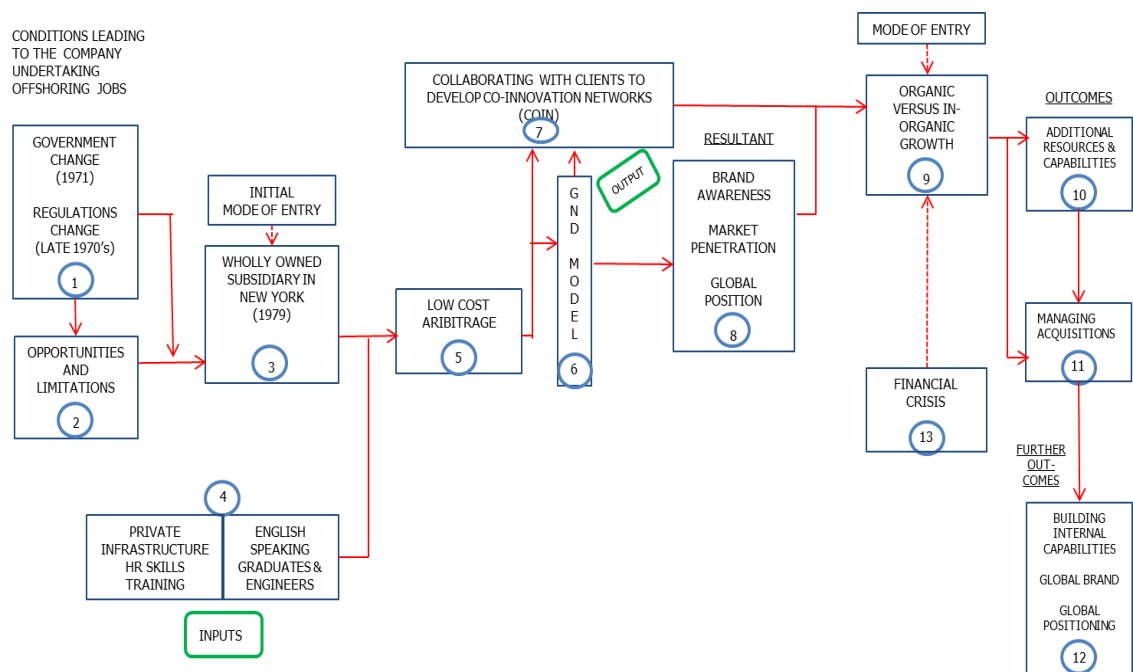 CONDITIONS LEADING
TO THE COMPANY
UNDERTAKING
OFFSHORING JOBS
GOVERNMENT
CHANGE
(1971)
REGULATIONS
CHANGE
(LATE 1970's)
1
OPPORTUNITIES
AND
LIMITATIONS
2
INITIAL
MODE OF ENTRY
WHOLLY OWNED
SUBSIDIARY IN
NEW YORK
(1979)
3
4
PRIVATE
INFRASTRUCTURE
HR SKILLS
TRAINING
ENGLISH
SPEAKING
GRADUATES &
ENGINEERS
INPUTS
LOW COST
ARIBITRAGE
5
COLLABORATING WITH CLIENTS TO
DEVELOP CO-INNOVATION NETWORKS
(COIN)
7
OUTPUT
G
N
D
M
O
D
E
L
6
RESULTANT
BRAND
AWARENESS
MARKET
PENETRATION
GLOBAL
POSITION
8
MODE OF ENTRY
ORGANIC
VERSUS IN-
ORGANIC
GROWTH
9
FINANCIAL
CRISIS
13
OUTCOMES
ADDITIONAL
RESOURCES &
CAPABILITIES
10
MANAGING
ACQUISITIONS
11
FURTHER
OUT-
COMES
BUILDING
INTERNAL
CAPABILITIES
GLOBAL BRAND
GLOBAL
POSITIONING
12